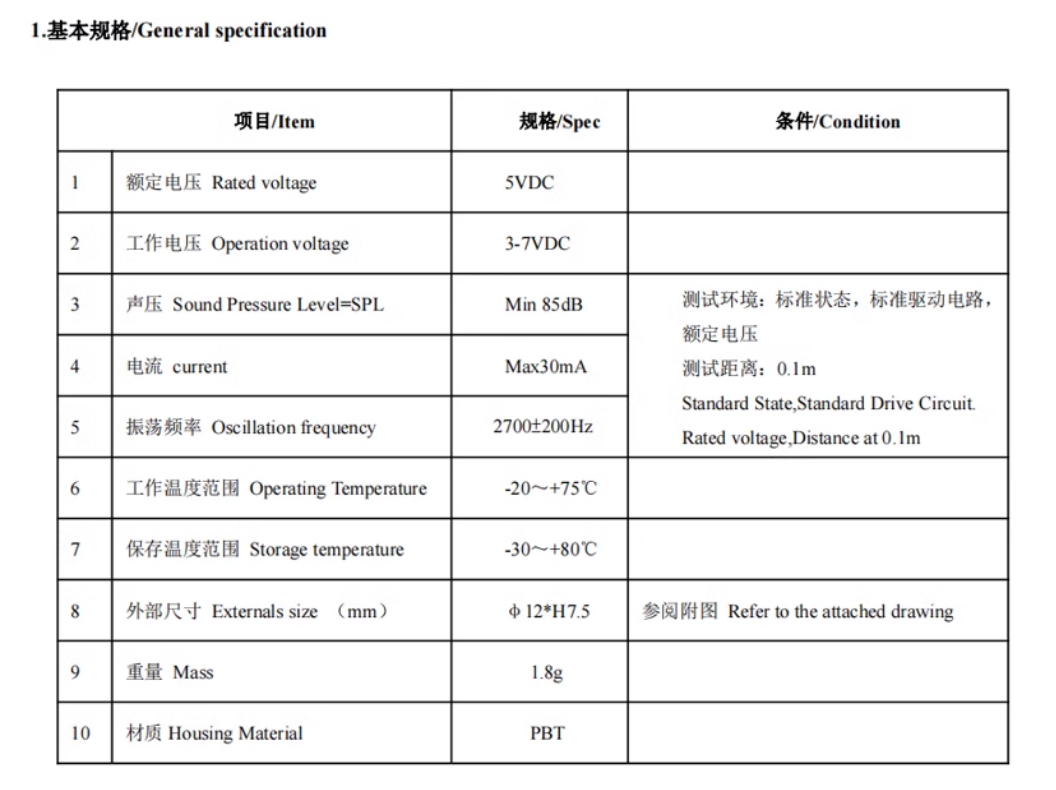 1.基本规格/General specification
项目/Item 规格/Spec 条件/Condition
1 额定电压 Rated voltage 5VDC
2 工作电压 Operation voltage 3-7VDC
3 声压 Sound Pressure Level=SPL Min 85dB
4 电流 current Max30mA
5 振荡频率 Oscillation frequency 2700±200Hz
测试环境：标准状态，标准驱动电路，
额定电压
测试距离：0.1m
Standard State,Standard Drive Circuit.
Rated voltage,Distance at 0.1m
6 工作温度范围 Operating Temperature -20～+75℃
7 保存温度范围 Storage temperature -30～+80℃
8 外部尺寸 Externals size （mm） φ12*H7.5 参阅附图 Refer to the attached drawing
9 重量 Mass 1.8g
10 材质 Housing Material PBT